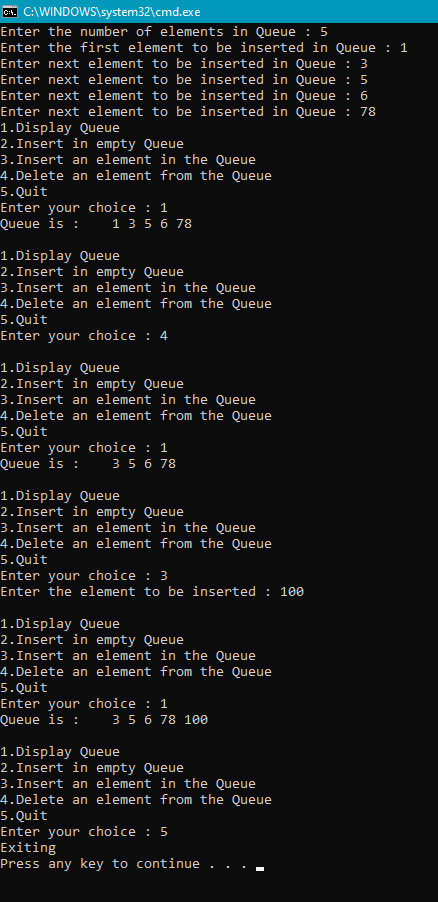 C:\WINDOWS\system32\cmd.exe
Enter the number of elements in Queue : 5
Enter the first element to be inserted in Queue : 1
Enter next element to be inserted in Queue : 3
Enter next element to be inserted in Queue : 5
Enter next element to be inserted in Queue : 6
Enter next element to be inserted in Queue : 78
1.Display Queue
2.Insert in empty Queue
3.Insert an element in the Queue
4.Delete an element from the Queue
5.Quit
Enter your choice : 1
Queue is :    1 3 5 6 78

1.Display Queue
2.Insert in empty Queue
3.Insert an element in the Queue
4.Delete an element from the Queue
5.Quit
Enter your choice : 4

1.Display Queue
2.Insert in empty Queue
3.Insert an element in the Queue
4.Delete an element from the Queue
5.Quit
Enter your choice : 1
Queue is :    3 5 6 78

1.Display Queue
2.Insert in empty Queue
3.Insert an element in the Queue
4.Delete an element from the Queue
5.Quit
Enter your choice : 3
Enter the element to be inserted : 100

1.Display Queue
2.Insert in empty Queue
3.Insert an element in the Queue
4.Delete an element from the Queue
5.Quit
Enter your choice : 1
Queue is :    3 5 6 78 100

1.Display Queue
2.Insert in empty Queue
3.Insert an element in the Queue
4.Delete an element from the Queue
5.Quit
Enter your choice : 5
Exiting
Press any key to continue . . .